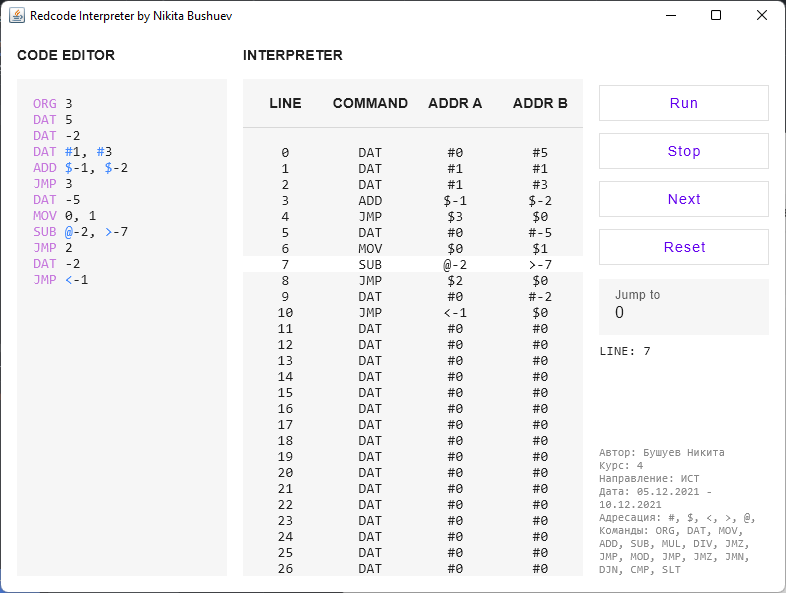 Redcode Interpreter by Nikita Bushuev
CODE EDITOR
ORG 3
DAT 5
DAT -2
DAT #1, #3
ADD $-1, $-2
JMP 3
DAT -5
MOV 0, 1
SUB @-2, >-7
JMP 2
DAT -2
JMP <-1
INTERPRETER
LINE COMMAND ADDR A ADDR B
0 DAT #0 #5
1 DAT #1 #1
2 DAT #1 #3
3 ADD $-1 $-2
4 JMP $3 $0
5 DAT #0 #-5
6 MOV $0 $1
7 SUB @-2 >-7
8 JMP $2 $0
9 DAT #0 #-2
10 JMP <-1 $0
11 DAT #0 #0
12 DAT #0 #0
13 DAT #0 #0
14 DAT #0 #0
15 DAT #0 #0
16 DAT #0 #0
17 DAT #0 #0
18 DAT #0 #0
19 DAT #0 #0
20 DAT #0 #0
21 DAT #0 #0
22 DAT #0 #0
23 DAT #0 #0
24 DAT #0 #0
25 DAT #0 #0
26 DAT #0 #0
Run
Stop
Next
Reset
Jump to
0
LINE: 7
Автор: Бушуев Никита
Курс: 4
Направление: ИСТ
Дата: 05.12.2021 -
10.12.2021
Адресация: #, $, <, >, @,
Команды: ORG, DAT, MOV,
ADD, SUB, MUL, DIV, JMZ,
JMP, MOD, JMP, JMZ, JMN,
DJN, CMP, SLT